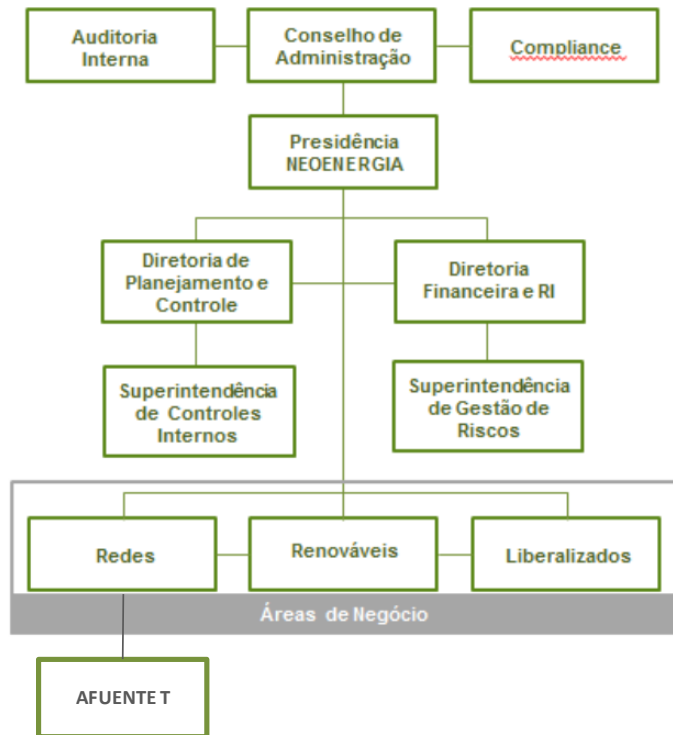 Auditoria
Interna
Conselho de
Administração
Compliance
Presidência
NEOENERGIA
Diretoria de
Planejamento e
Controle
Diretoria
Financeira e RI
Superintendência
de Controles
Internos
Superintendência
de Gestão de
Riscos
Redes
Renováveis
Liberalizados
Áreas de Negócio
AFUENTE T